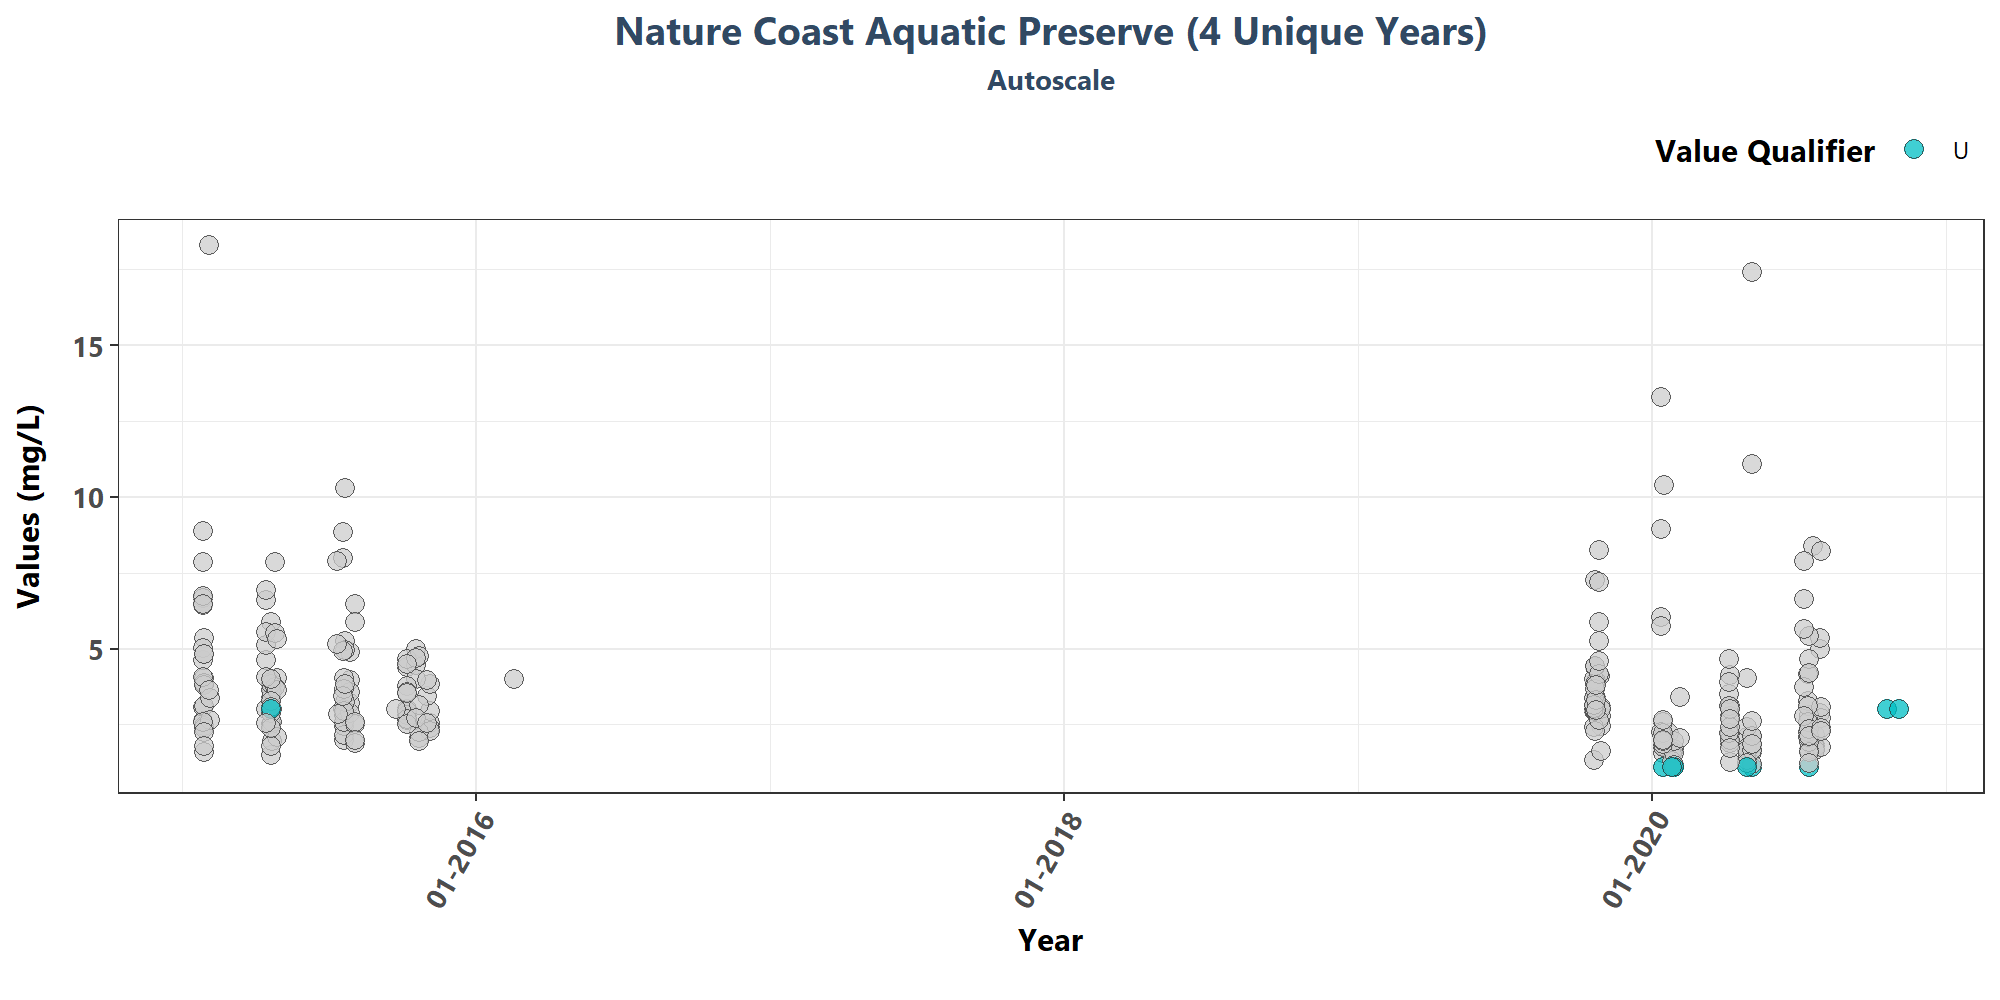 Nature Coast Aquatic Preserve (4 Unique Years)
Autoscale
Value Qualifier U
Values (mg/L)
15
10
5
01-2016
01-2018
01-2020
Year